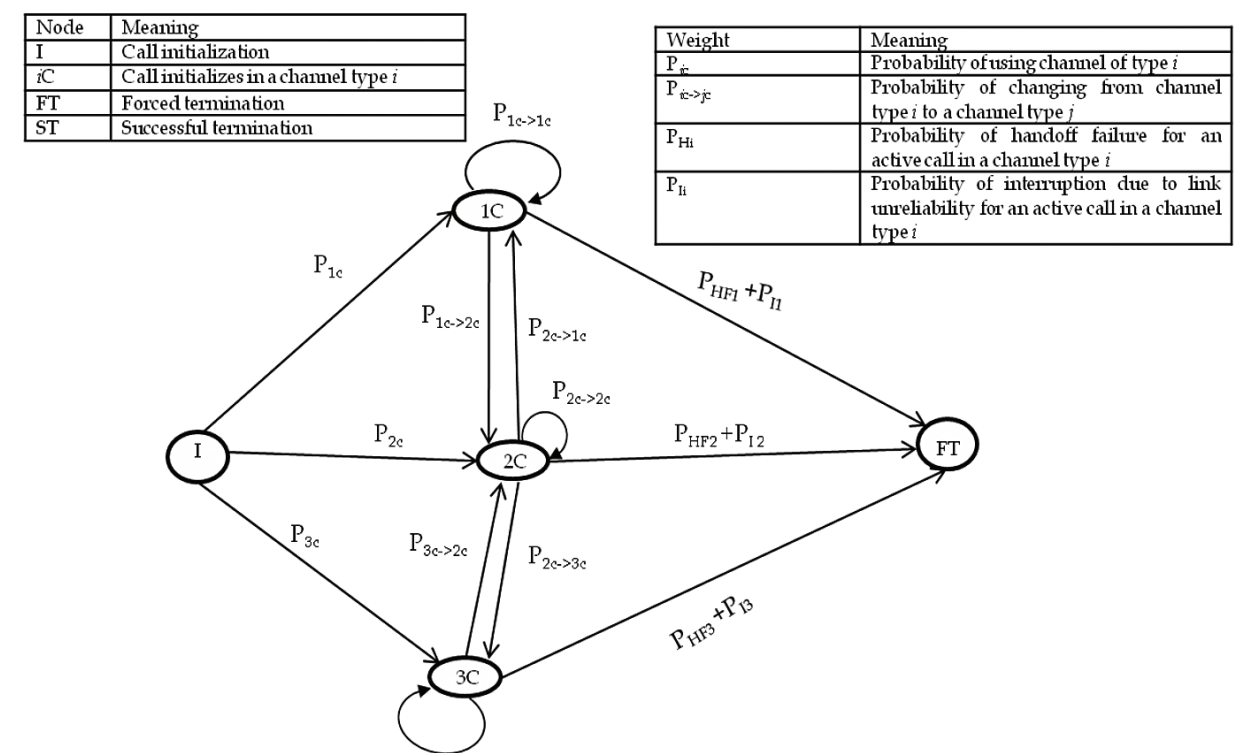 Node Meaning
I Call initialization
iC Call initializes in a channel type i
FT Forced termination
ST Successful termination
Weight Meaning
P ic Probability of using channel of type i
P ic->jc Probability of changing from channel
type i to a channel type j
P Hi Probability of handoff failure for an
active call in a channel type i
P Ii Probability of interruption due to link
unreliability for an active call in a channel
type i
P1c->1c
1C
P1c
PHF1+PI1
P1c->2c
P2c->1c
P2c->2c
P2c
PHF2+PI2
I
2C
FT
P3c
P3c->2c
P2c->3c
PHF3+PI3
3C